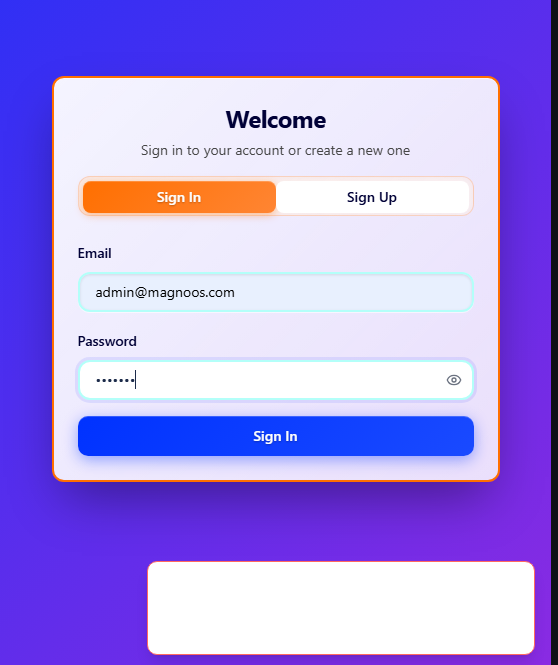 Welcome
Sign in to your account or create a new one
Sign In
Sign Up
Email
admin@magnoos.com
Password
•••••••
Sign In